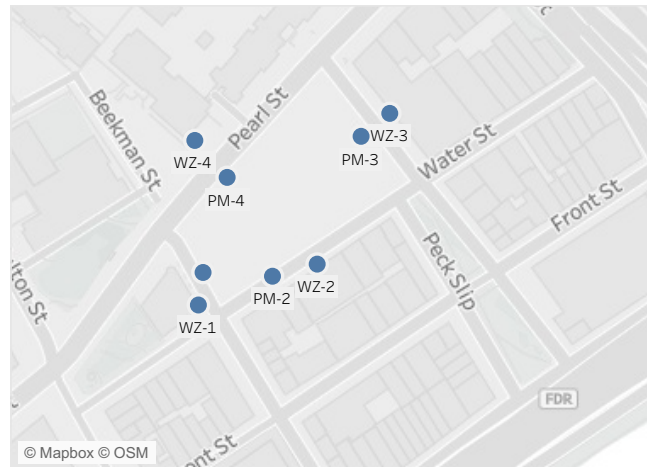 Pearl St
Beekman St
WZ-3
PM-3
WZ-4
Water St
PM-4
Front St
Peck Slip
WZ-2
PM-2
WZ-1
lton St
FDR
ont St
© Mapbox © OSM